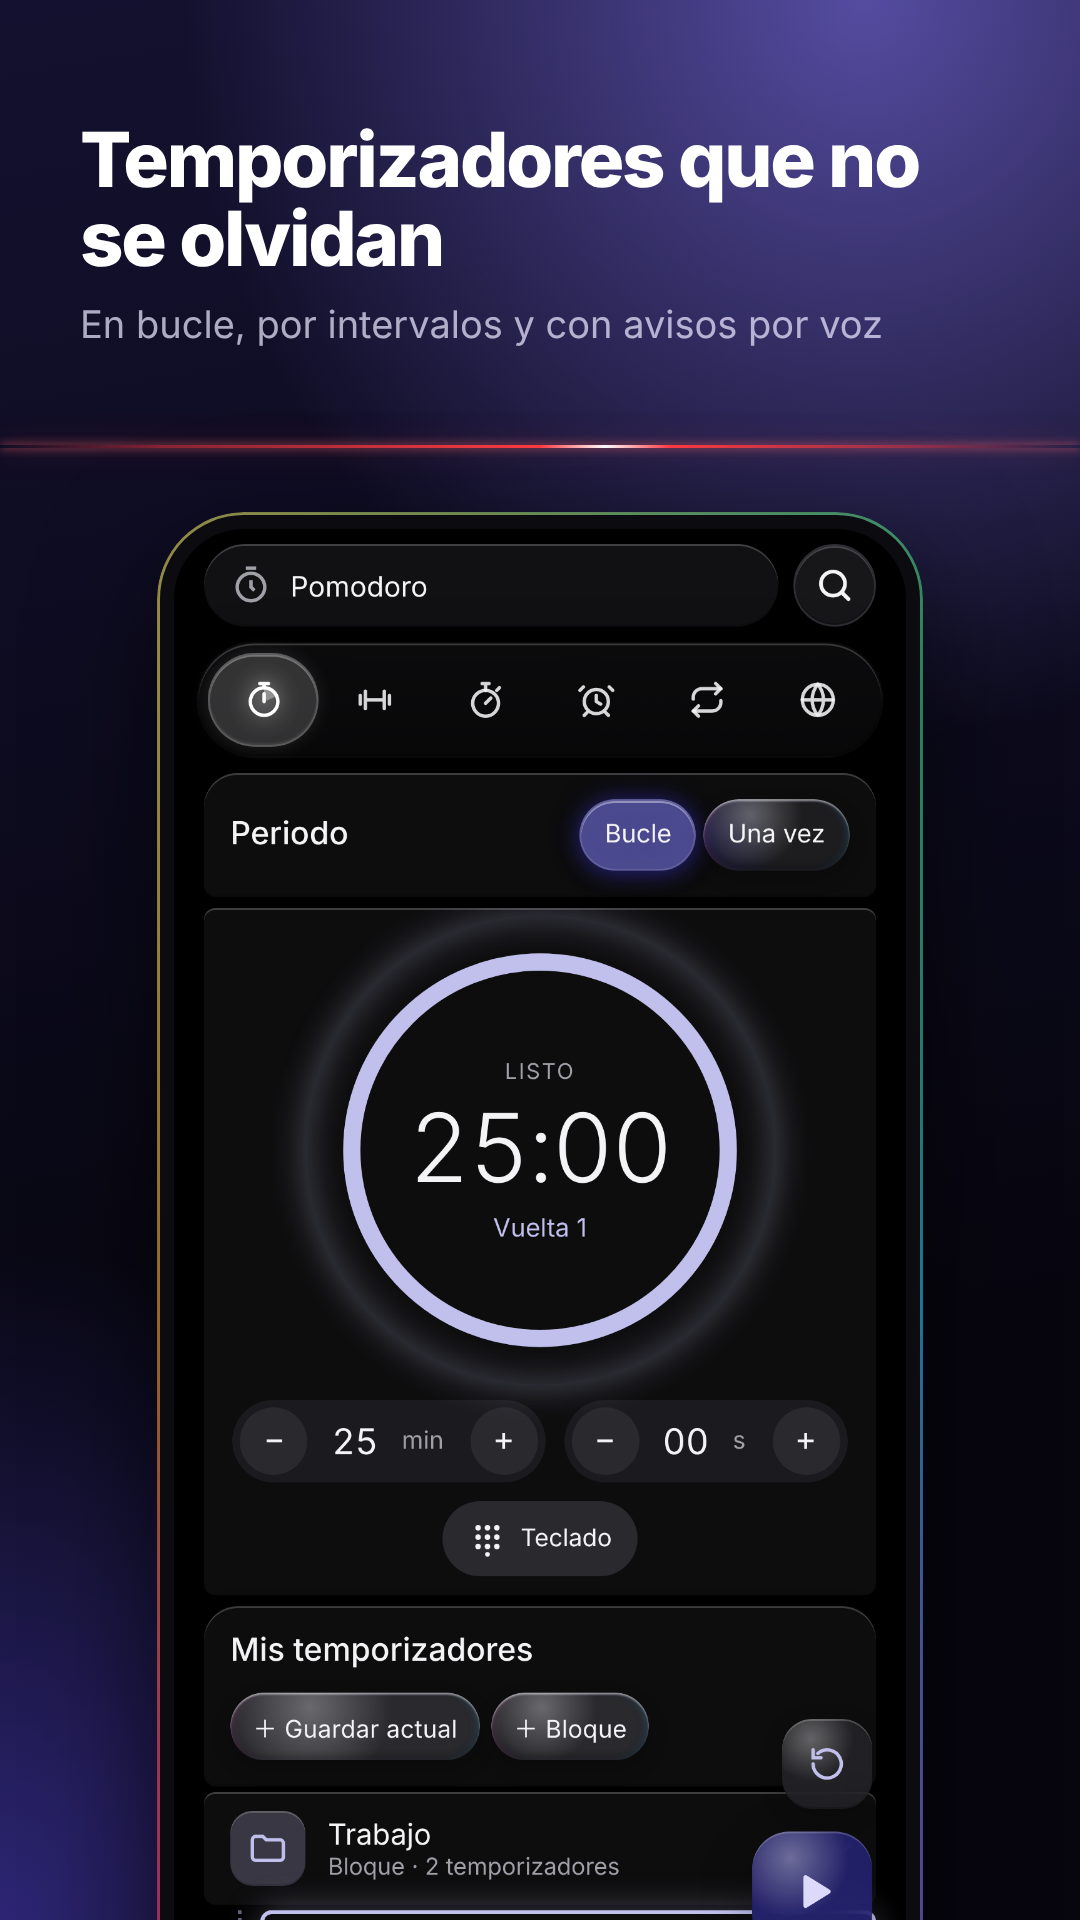 Temporizadores que no
se olvidan
En bucle, por intervalos y con avisos por voz
Pomodoro
Periodo
Bucle
Una vez
LISTO
25:00
Vuelta 1
− 25 min +
− 00 s +
Teclado
Mis temporizadores
+ Guardar actual
+ Bloque
Trabajo
Bloque · 2 temporizadores